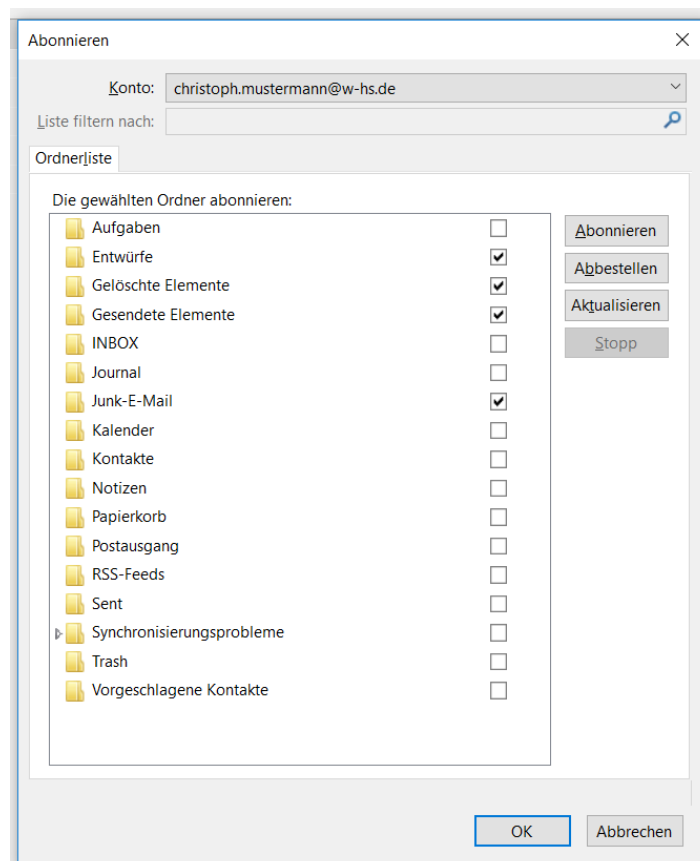 Abonnieren
Konto: christoph.mustermann@w-hs.de
Liste filtern nach:
Ordnerliste
Die gewählten Ordner abonnieren:
Aufgaben
Entwürfe
Gelöschte Elemente
Gesendete Elemente
INBOX
Journal
Junk-E-Mail
Kalender
Kontakte
Notizen
Papierkorb
Postausgang
RSS-Feeds
Sent
Synchronisierungsprobleme
Trash
Vorgeschlagene Kontakte
Abonnieren
Abbestellen
Aktualisieren
Stopp
OK
Abbrechen